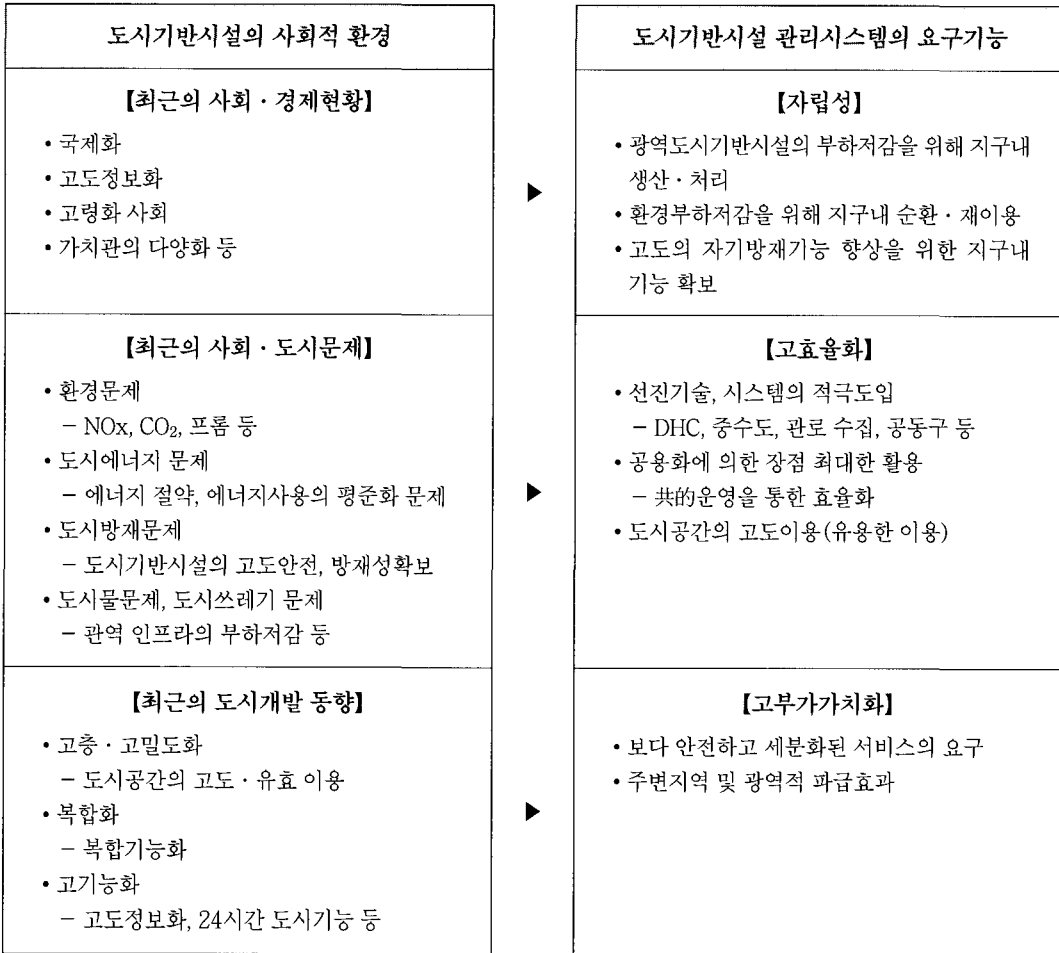 도시기반시설의 사회적 환경
【최근의 사회 · 경제현황】
• 국제화
• 고도정보화
• 고령화 사회
• 가치관의 다양화 등
【최근의 사회 · 도시문제】
• 환경문제
– NOx, CO₂, 프롬 등
• 도시에너지 문제
– 에너지 절약, 에너지사용의 평준화 문제
• 도시방재문제
– 도시기반시설의 고도안전, 방재성확보
• 도시물문제, 도시쓰레기 문제
– 관역 인프라의 부하저감 등
【최근의 도시개발 동향】
• 고층 · 고밀도화
– 도시공간의 고도 · 유효 이용
• 복합화
– 복합기능화
• 고기능화
– 고도정보화, 24시간 도시기능 등
▶
▶
▶
도시기반시설 관리시스템의 요구기능
【자립성】
• 광역도시기반시설의 부하저감을 위해 지구내
생산 · 처리
• 환경부하저감을 위해 지구내 순환 · 재이용
• 고도의 자기방재기능 향상을 위한 지구내
기능 확보
【고효율화】
• 선진기술, 시스템의 적극도입
– DHC, 중수도, 관로 수집, 공동구 등
• 공용화에 의한 장점 최대한 활용
– 共的운영을 통한 효율화
• 도시공간의 고도이용(유용한 이용)
【고부가가치화】
• 보다 안전하고 세분화된 서비스의 요구
• 주변지역 및 광역적 파급효과